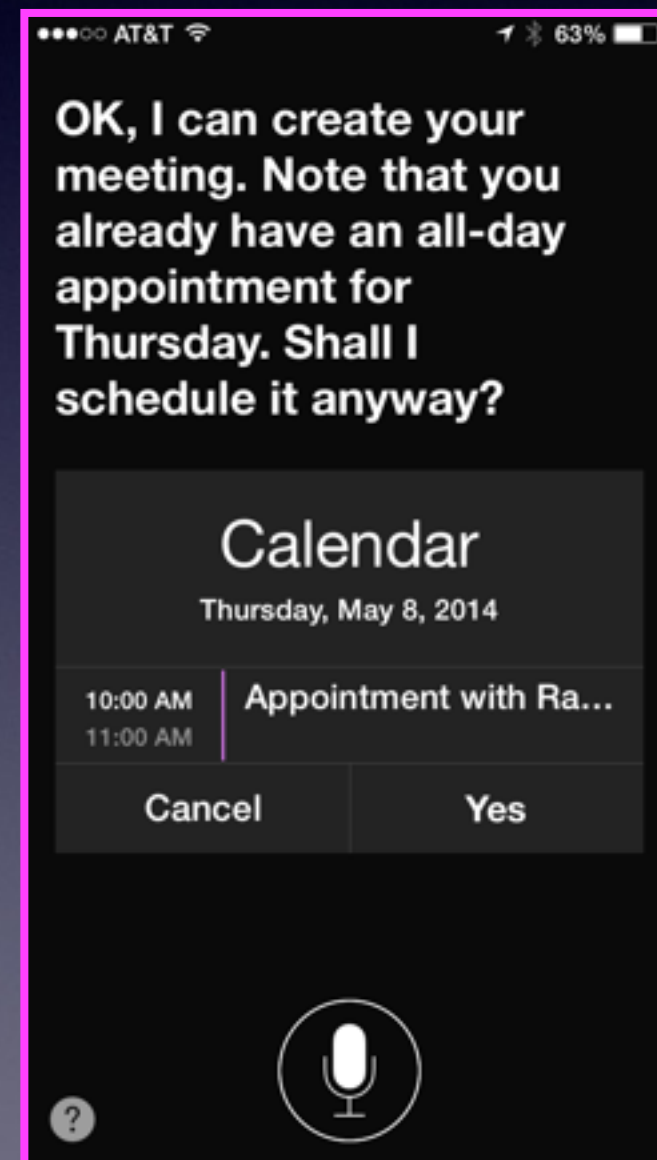 ●●●○○ AT&T 63%
OK, I can create your
meeting. Note that you
already have an all-day
appointment for
Thursday. Shall I
schedule it anyway?
Calendar
Thursday, May 8, 2014
10:00 AM Appointment with Ra...
11:00 AM
Cancel Yes
?